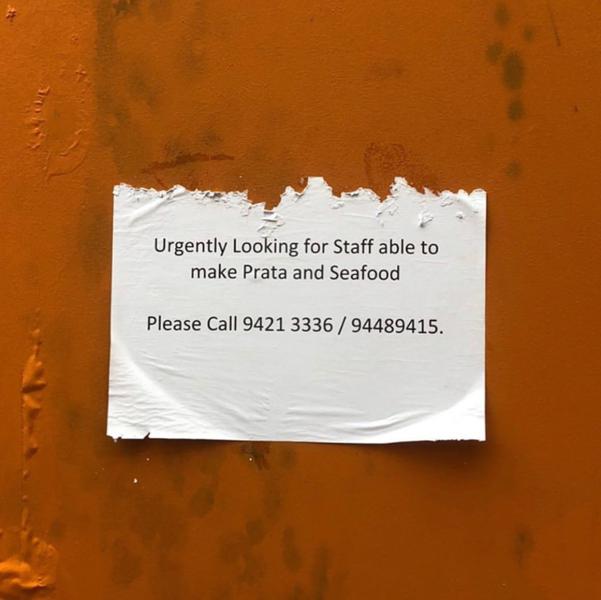 Urgently Looking for Staff able to
make Prata and Seafood
Please Call 9421 3336 / 94489415.